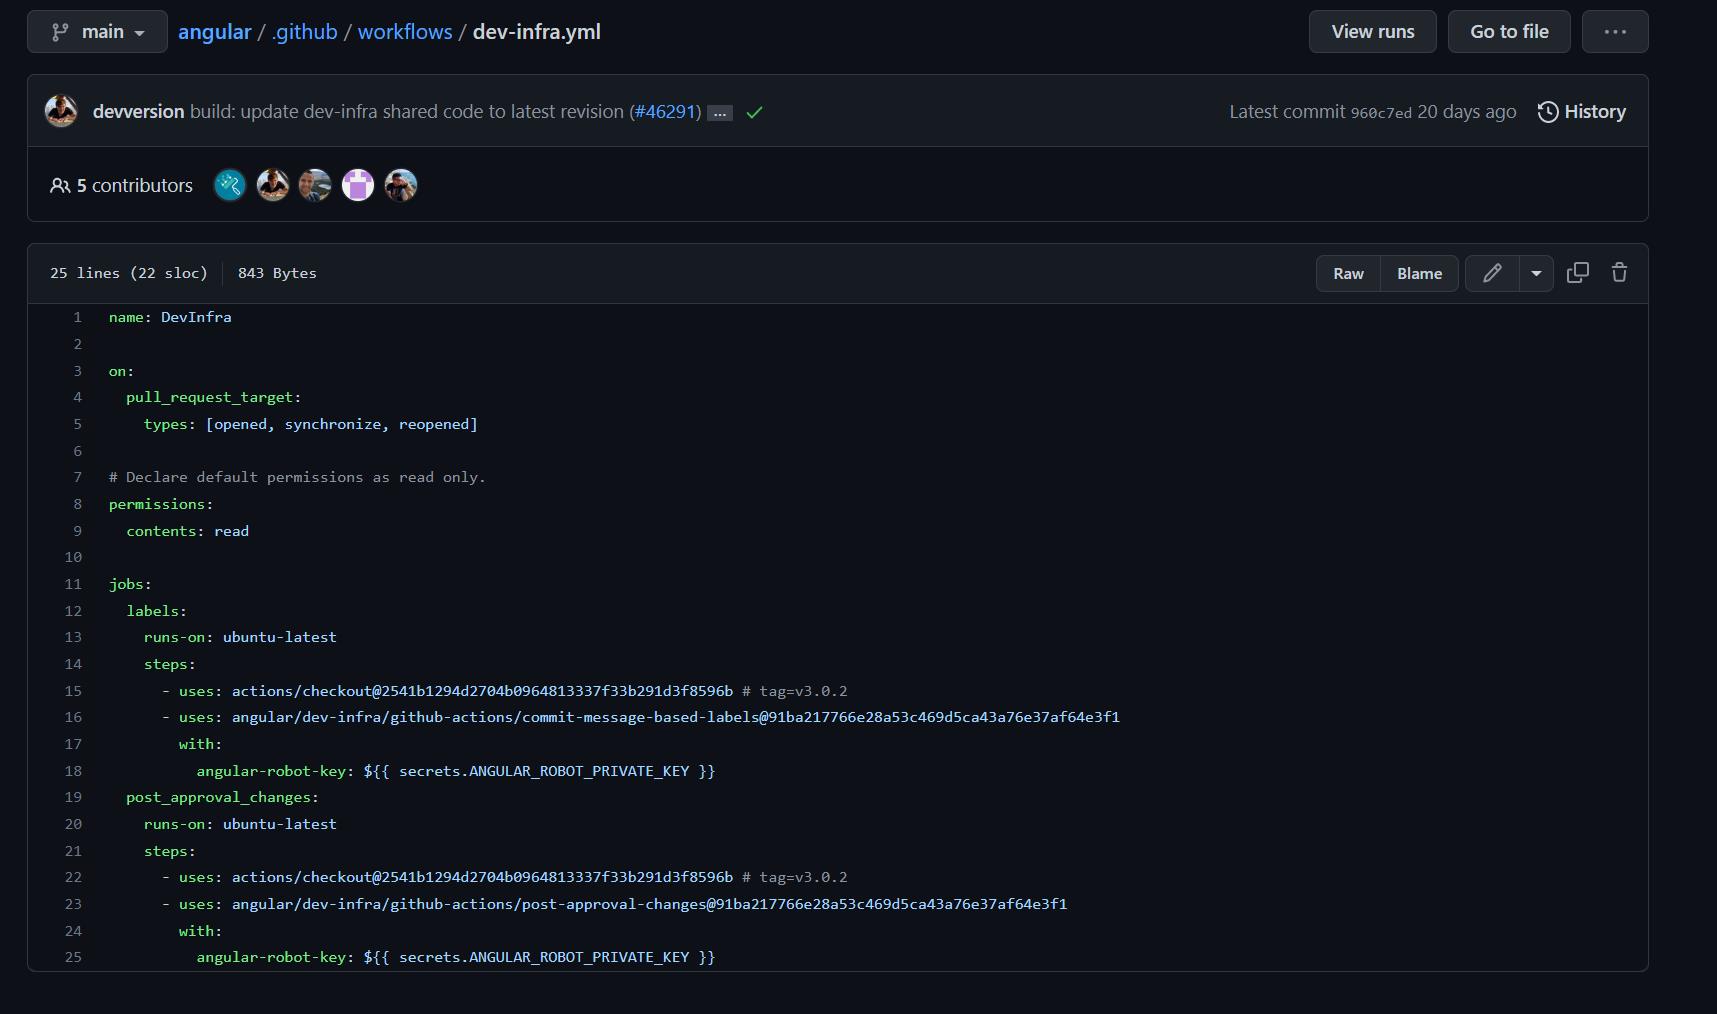 main angular / .github / workflows / dev-infra.yml View runs Go to file ...
devversion build: update dev-infra shared code to latest revision (#46291) ... Latest commit 960c7ed 20 days ago History
5 contributors
25 lines (22 sloc) 843 Bytes Raw Blame
1 name: DevInfra
2
3 on:
4 pull_request_target:
5 types: [opened, synchronize, reopened]
6
7 # Declare default permissions as read only.
8 permissions:
9 contents: read
10
11 jobs:
12 labels:
13 runs-on: ubuntu-latest
14 steps:
15 - uses: actions/checkout@2541b1294d2704b0964813337f33b291d3f8596b # tag=v3.0.2
16 - uses: angular/dev-infra/github-actions/commit-message-based-labels@91ba217766e28a53c469d5ca43a76e37af64e3f1
17 with:
18 angular-robot-key: ${{ secrets.ANGULAR_ROBOT_PRIVATE_KEY }}
19 post_approval_changes:
20 runs-on: ubuntu-latest
21 steps:
22 - uses: actions/checkout@2541b1294d2704b0964813337f33b291d3f8596b # tag=v3.0.2
23 - uses: angular/dev-infra/github-actions/post-approval-changes@91ba217766e28a53c469d5ca43a76e37af64e3f1
24 with:
25 angular-robot-key: ${{ secrets.ANGULAR_ROBOT_PRIVATE_KEY }}